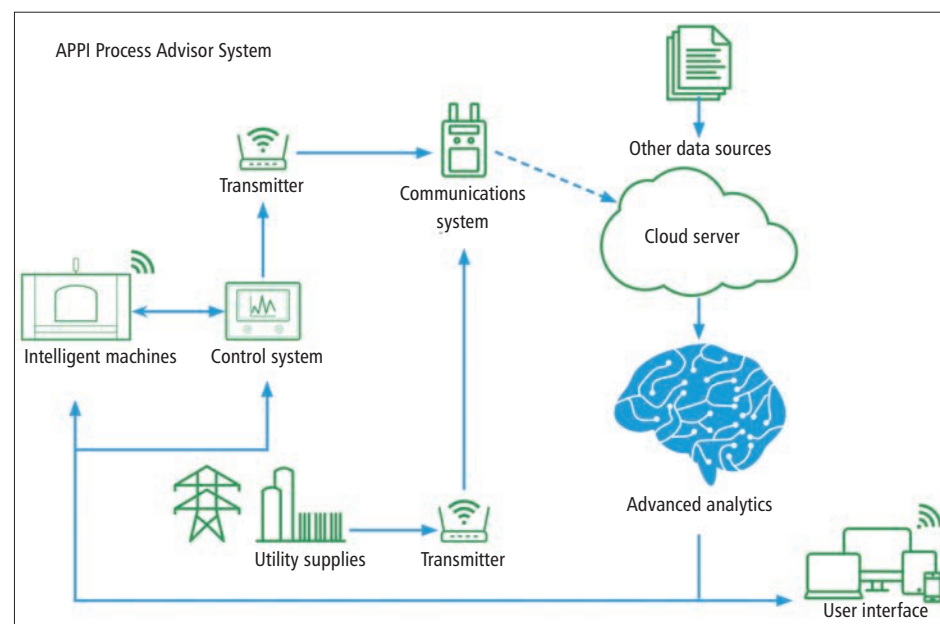 APPI Process Advisor System
Other data sources
Transmitter
Communications
system
Cloud server
Intelligent machines
Control system
Advanced analytics
Utility supplies
Transmitter
User interface